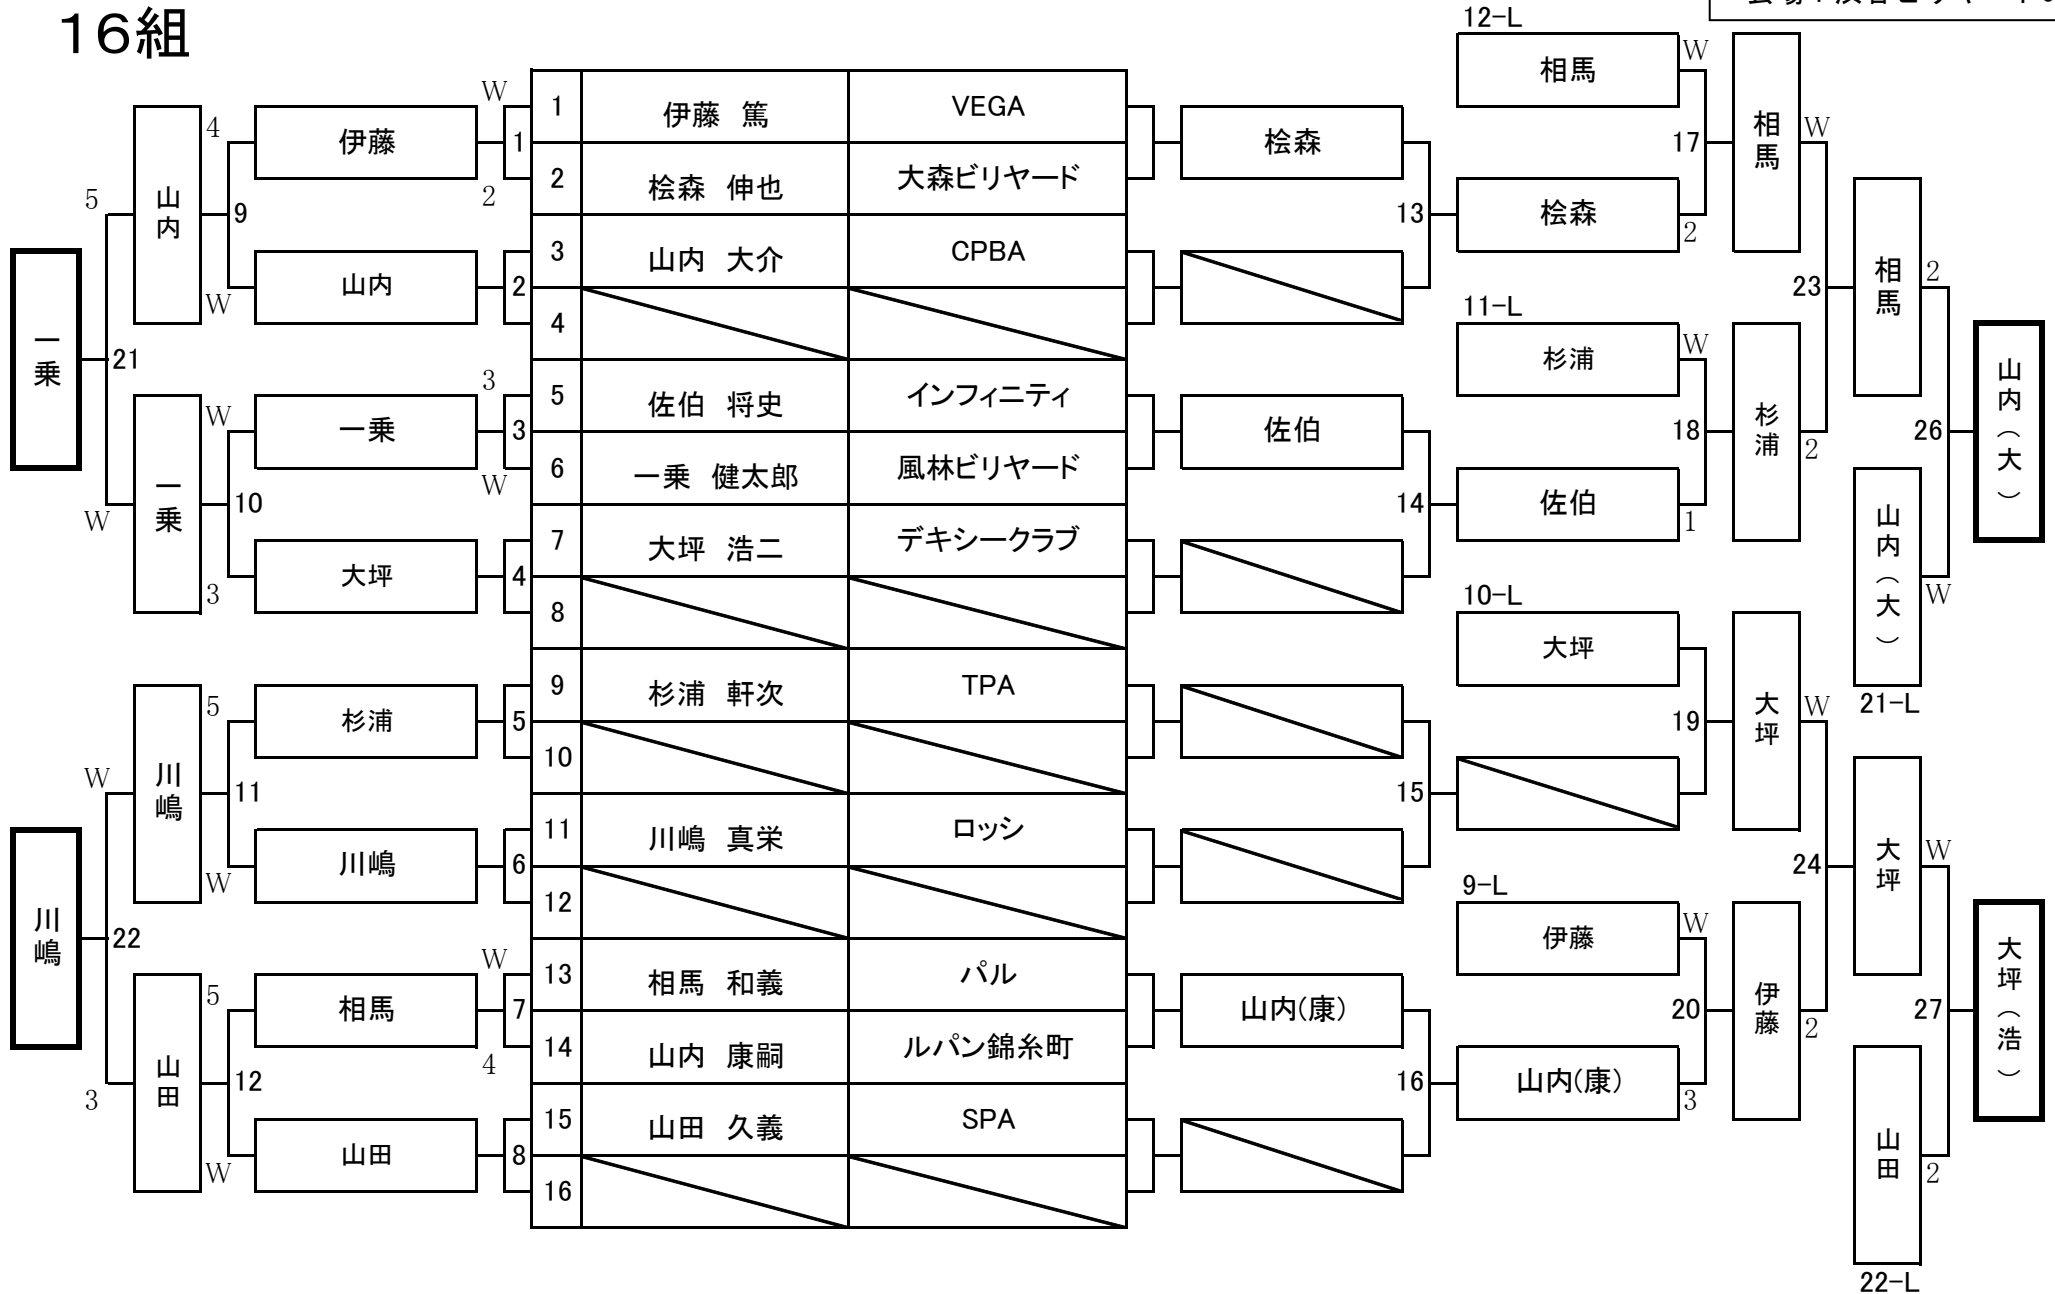 16組
12-L
相馬
W
17
桧森
2
相馬
W
11-L
杉浦
W
18
佐伯
1
杉浦
2
23
相馬
2
10-L
大坪
19
大坪
W
9-L
伊藤
W
20
山内(康)
3
伊藤
2
24
大坪
W
26
山内(大)
W
21-L
山内(大)
27
山田
2
22-L
大坪(浩)
1 伊藤 篤 VEGA
2 桧森 伸也 大森ビリヤード
3 山内 大介 CPBA
4
5 佐伯 将史 インフィニティ
6 一乗 健太郎 風林ビリヤード
7 大坪 浩二 デキシークラブ
8
9 杉浦 軒次 TPA
10
11 川嶋 真栄 ロッシ
12
13 相馬 和義 パル
14 山内 康嗣 ルパン錦糸町
15 山田 久義 SPA
16
W
1
2
伊藤
4
9
山内
2
W
山内
5
3
一乗
3
W
W
10
大坪
4
3
一乗
W
21
一乗
杉浦
5
5
11
川嶋
6
W
川嶋
W
W
相馬
7
4
5
12
山田
8
W
山田
3
22
川嶋
桧森
13
佐伯
14
15
山内(康)
16